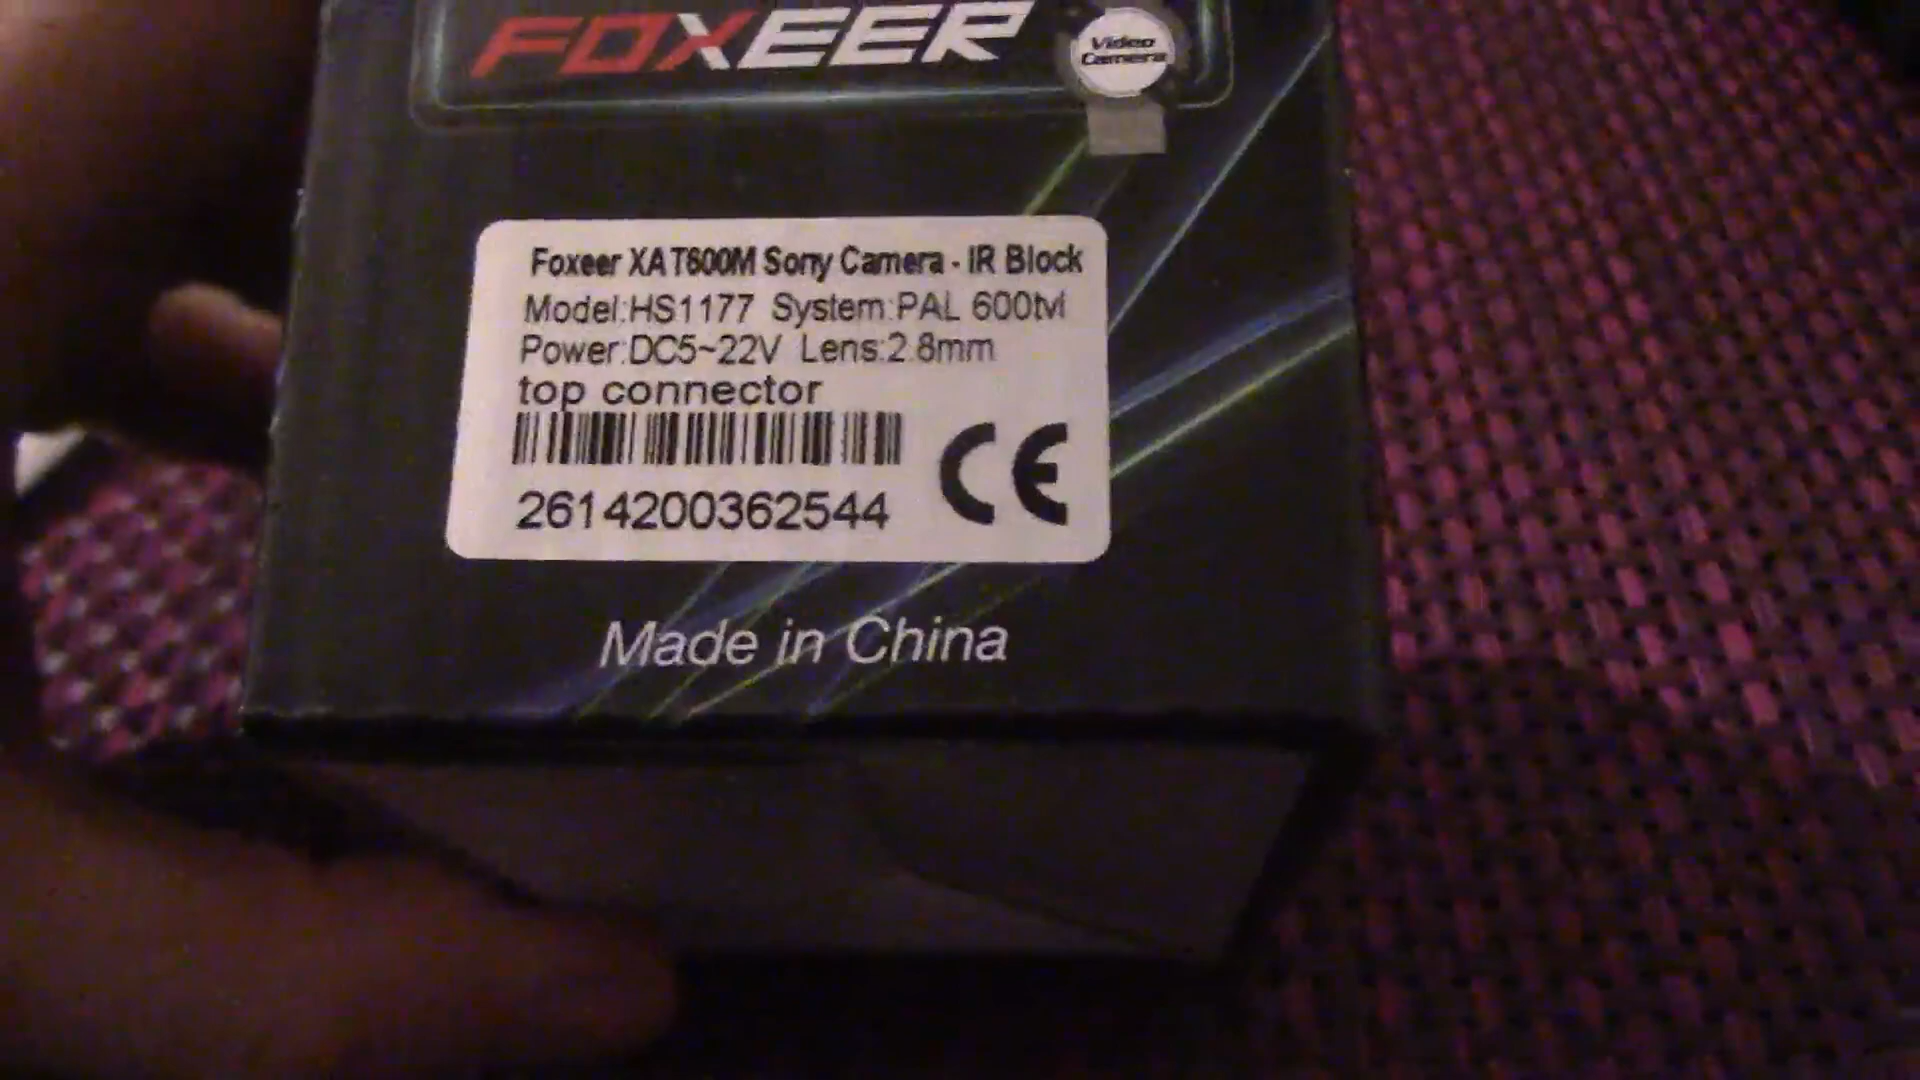 FOXEER
Video
Camera
Foxeer XAT600M Sony Camera - IR Block
Model:HS1177 System:PAL 600tvl
Power:DC5~22V Lens:2.8mm
top connector
2614200362544
CE
Made in China